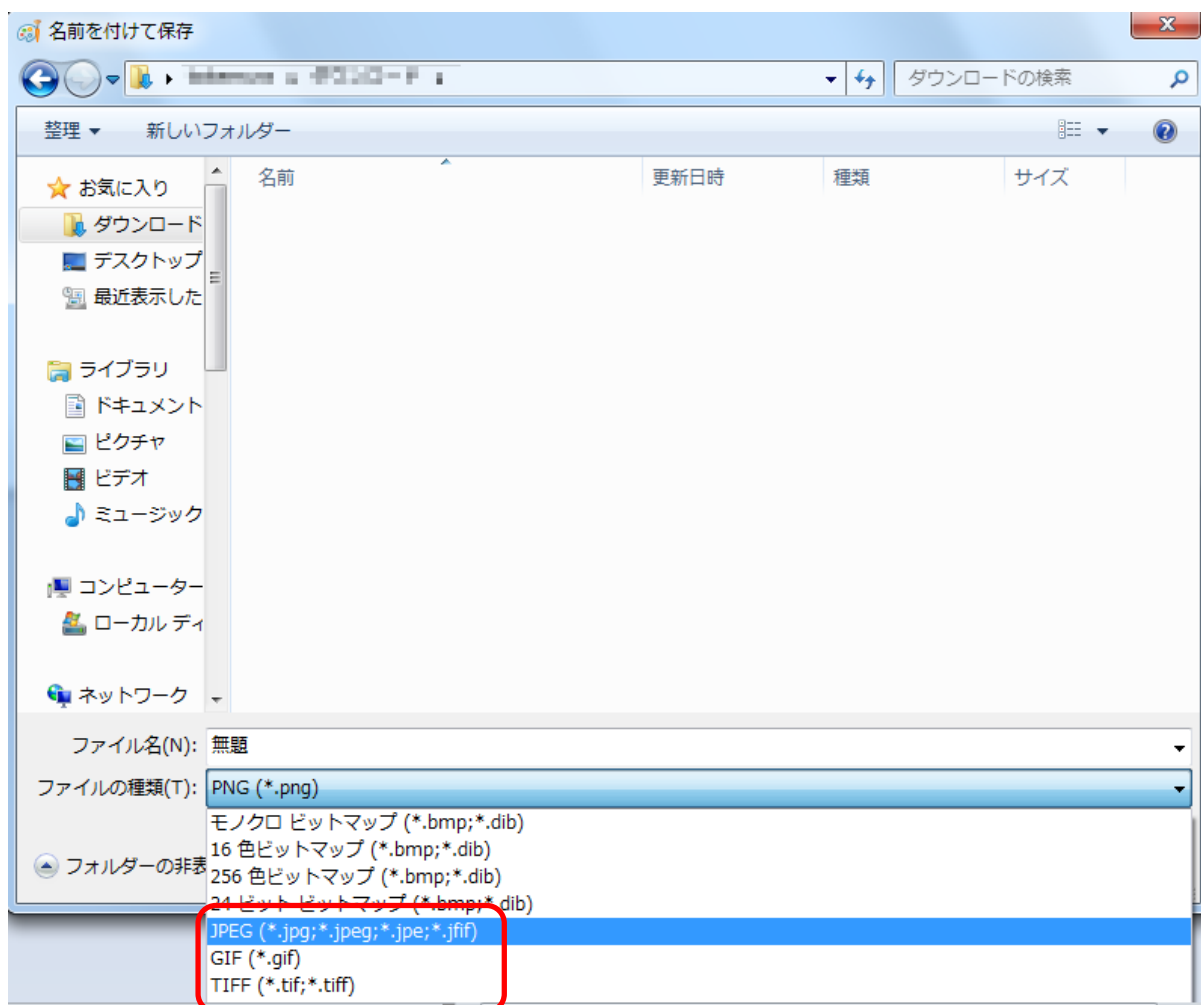 名前を付けて保存
ダウンロードの検索
整理 新しいフォルダー
名前 更新日時 種類 サイズ
お気に入り
ダウンロード
デスクトップ
最近表示した
ライブラリ
ドキュメント
ピクチャ
ビデオ
ミュージック
コンピューター
ローカル ディ
ネットワーク
ファイル名(N): 無題
ファイルの種類(T): PNG (*.png)
モノクロ ビットマップ (*.bmp;*.dib)
16 色ビットマップ (*.bmp;*.dib)
256 色ビットマップ (*.bmp;*.dib)
フォルダーの非表
24 ビット ビットマップ (*.bmp;*.dib)
JPEG (*.jpg;*.jpeg;*.jpe;*.jfif)
GIF (*.gif)
TIFF (*.tif;*.tiff)